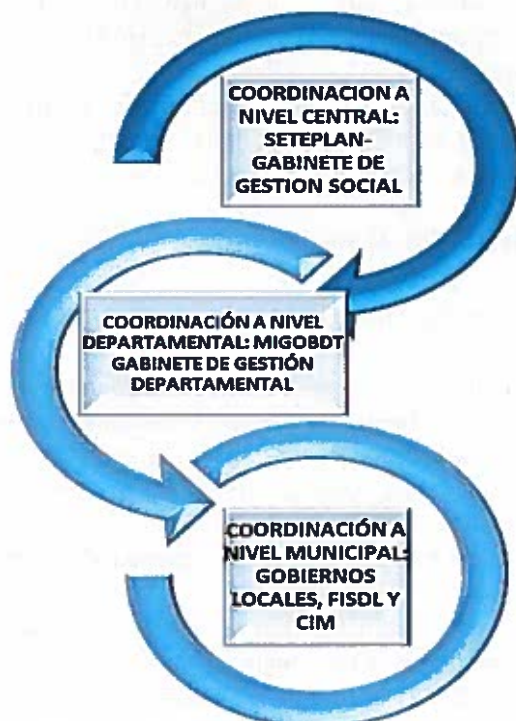 COORDINACION A
NIVEL CENTRAL:
SETEPLAN-
GABINETE DE
GESTION SOCIAL
COORDINACIÓN A NIVEL
DEPARTAMENTAL: MIGOBDT
GABINETE DE GESTIÓN
DEPARTAMENTAL
COORDINACIÓN A
NIVEL MUNICIPAL:
GOBIERNOS
LOCALES, FISDL Y
CIM